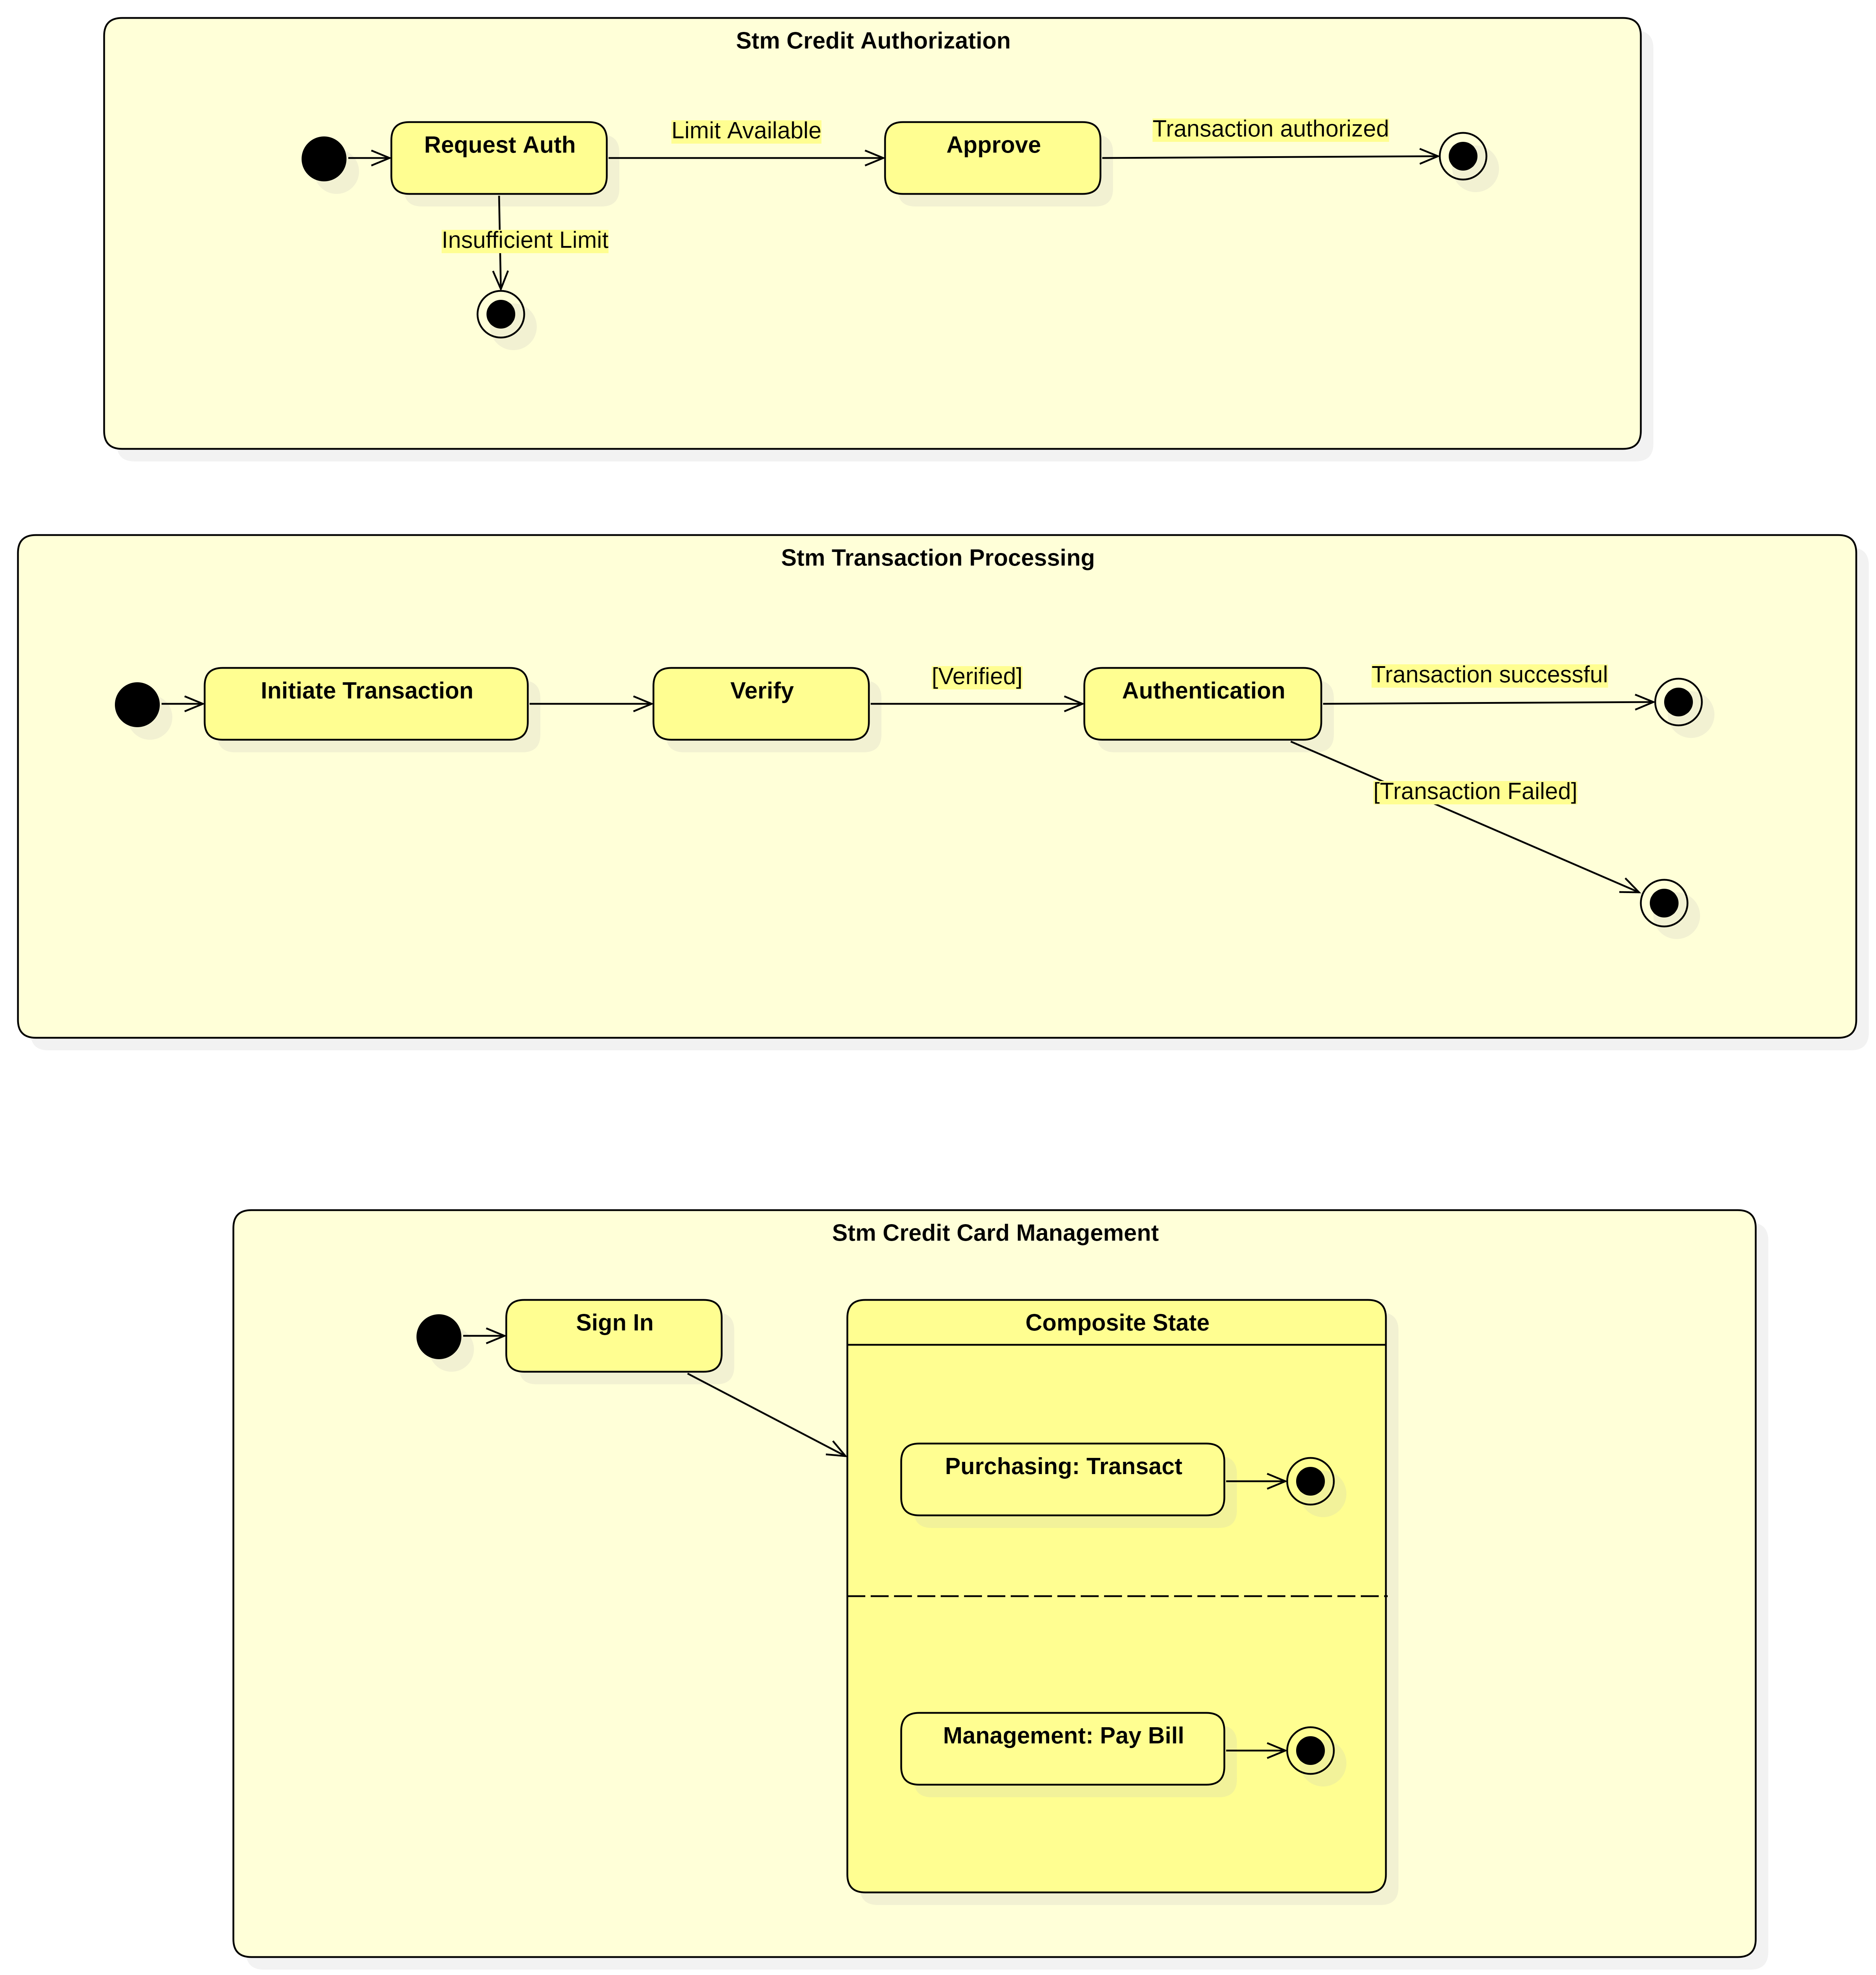 Stm Credit Authorization
Request Auth
Limit Available
Approve
Transaction authorized
Insufficient Limit
Stm Transaction Processing
Initiate Transaction
Verify
[Verified]
Authentication
Transaction successful
[Transaction Failed]
Stm Credit Card Management
Sign In
Composite State
Purchasing: Transact
Management: Pay Bill